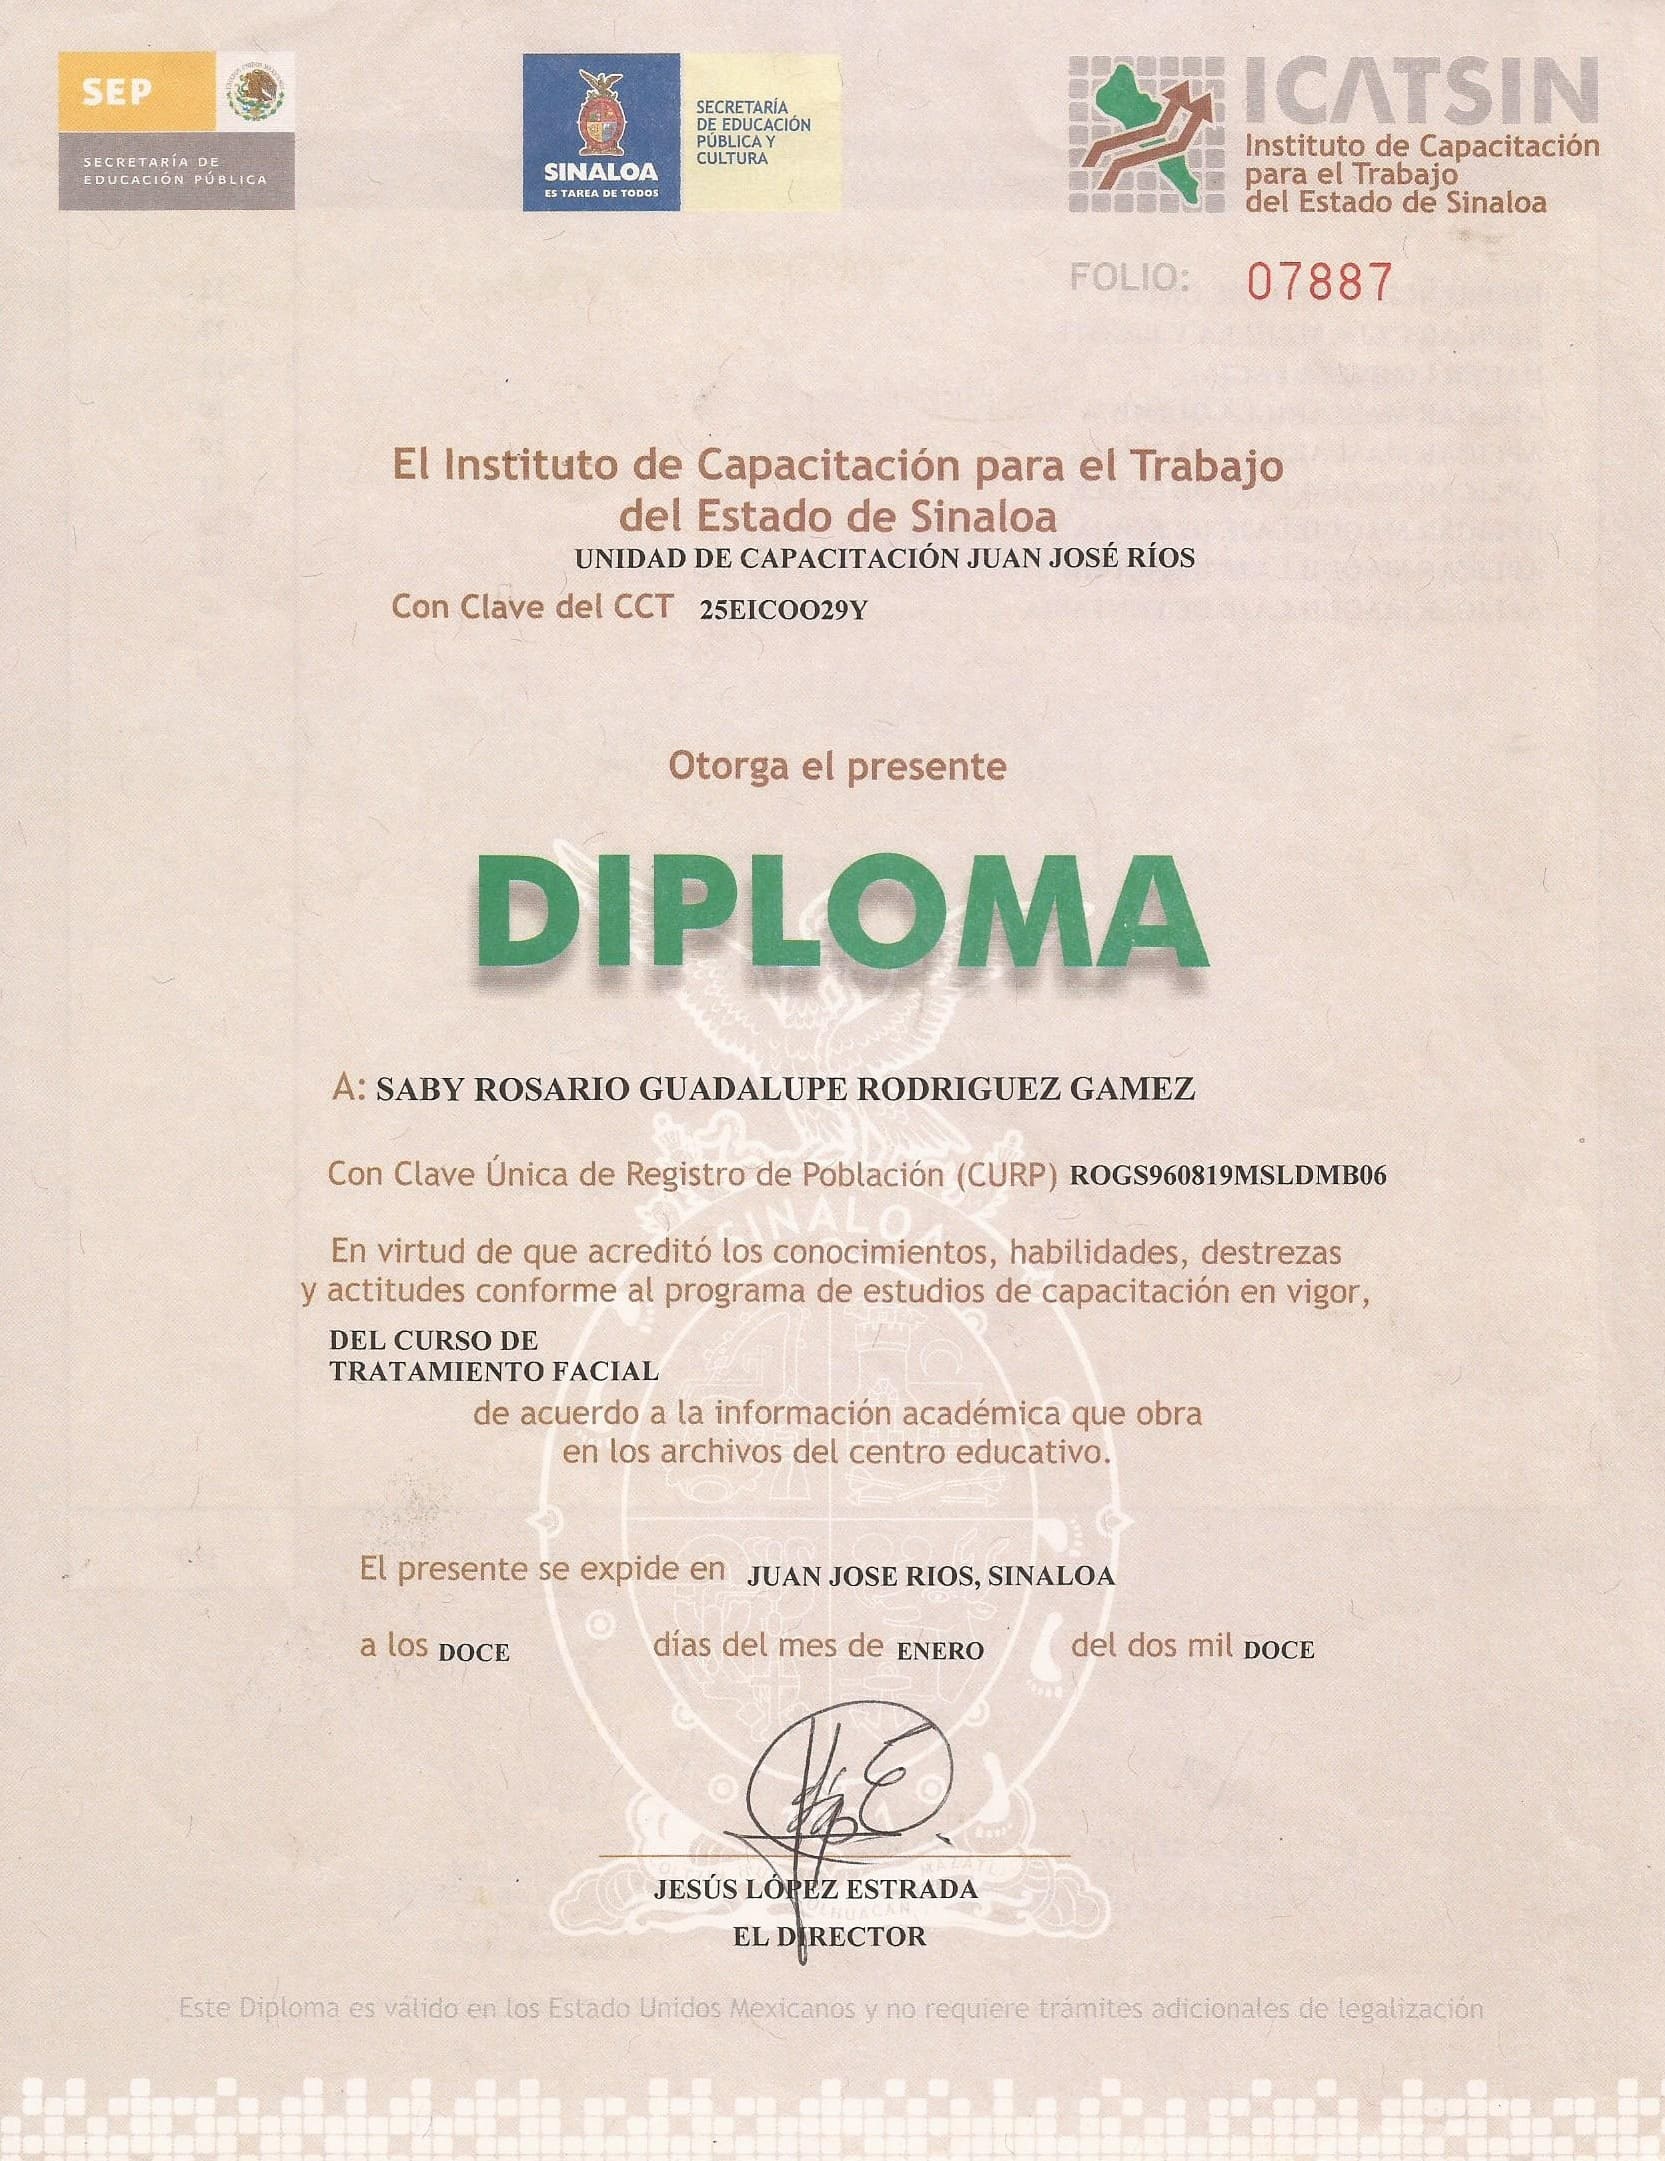 SEP
SECRETARÍA DE
EDUCACIÓN PÚBLICA
SINALOA
ES TAREA DE TODOS
SECRETARÍA
DE EDUCACIÓN
PÚBLICA Y
CULTURA
ICATSIN
Instituto de Capacitación
para el Trabajo
del Estado de Sinaloa
FOLIO: 07887
El Instituto de Capacitación para el Trabajo
del Estado de Sinaloa
UNIDAD DE CAPACITACIÓN JUAN JOSÉ RÍOS
Con Clave del CCT 25EICOO29Y
Otorga el presente
DIPLOMA
A: SABY ROSARIO GUADALUPE RODRIGUEZ GAMEZ
Con Clave Única de Registro de Población (CURP) ROGS960819MSLDMB06
SINALOA
En virtud de que acreditó los conocimientos, habilidades, destrezas
y actitudes conforme al programa de estudios de capacitación en vigor,
DEL CURSO DE
TRATAMIENTO FACIAL
de acuerdo a la información académica que obra
en los archivos del centro educativo.
El presente se expide en JUAN JOSE RIOS, SINALOA
a los DOCE días del mes de ENERO del dos mil DOCE
JESÚS LÓPEZ ESTRADA
EL DIRECTOR
Este Diploma es válido en los Estado Unidos Mexicanos y no requiere trámites adicionales de legalización